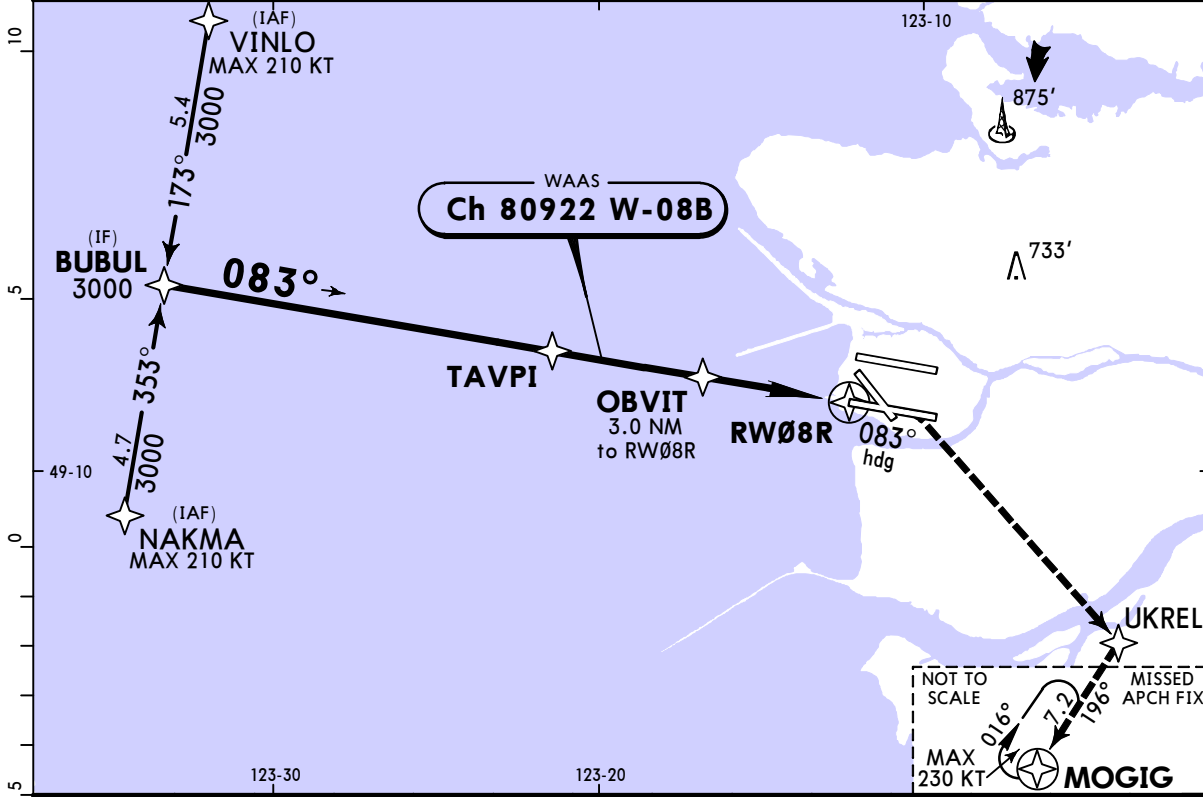 10
(IAF)
VINLO
MAX 210 KT
123-10
875'
5.4
3000
173°
WAAS
Ch 80922 W-08B
733'
(IF)
BUBUL
3000
083°
5
353°
4.7
3000
TAVPI
OBVIT
3.0 NM
to RWØ8R
RWØ8R
083°
hdg
49-10
(IAF)
NAKMA
MAX 210 KT
0
UKREL
NOT TO
SCALE
MISSED
APCH FIX
016°
7.2
196°
MAX
230 KT
MOGIG
123-30
123-20
5